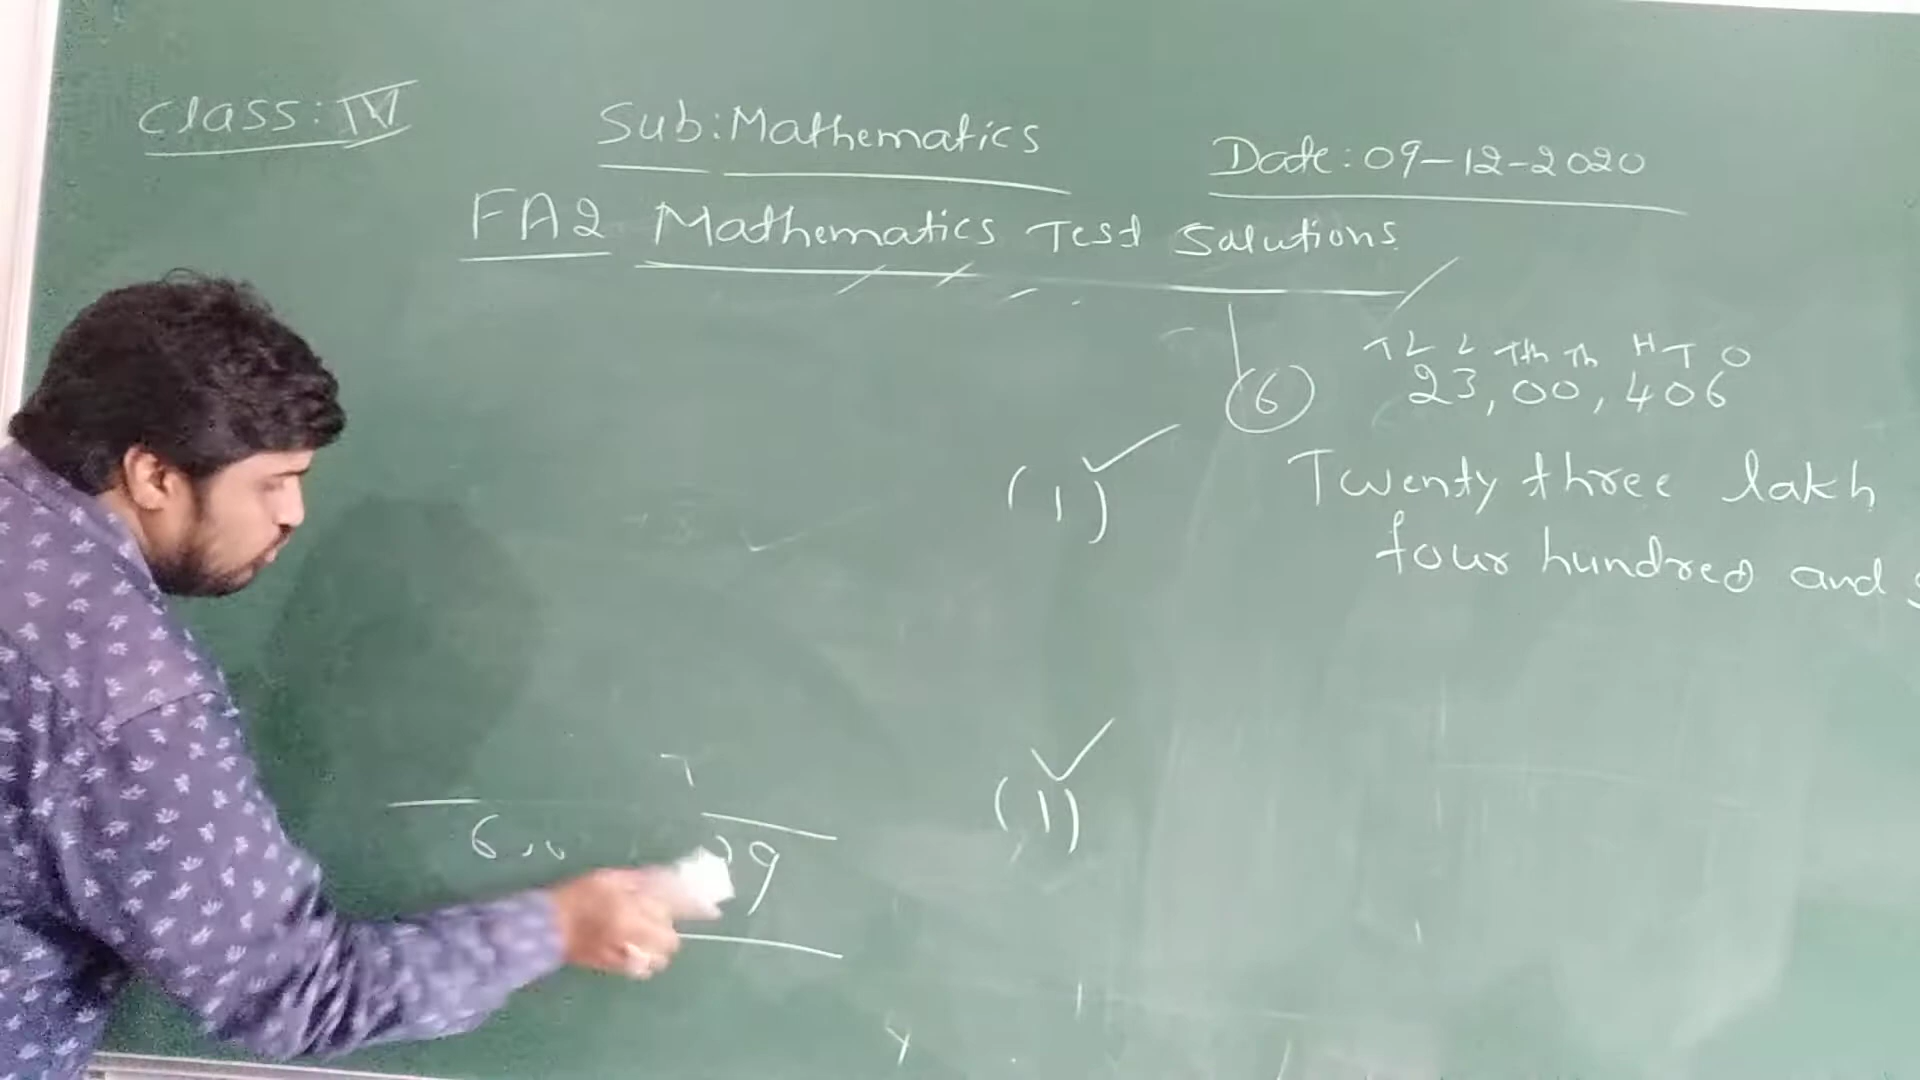 Class: IV
Sub: Mathematics
Date: 09-12-2020
FA2 Mathematics Test Solutions
6
T L L Tth Th H T O
23,00,406
Twenty three lakh
four hundred and
(1)
(1)